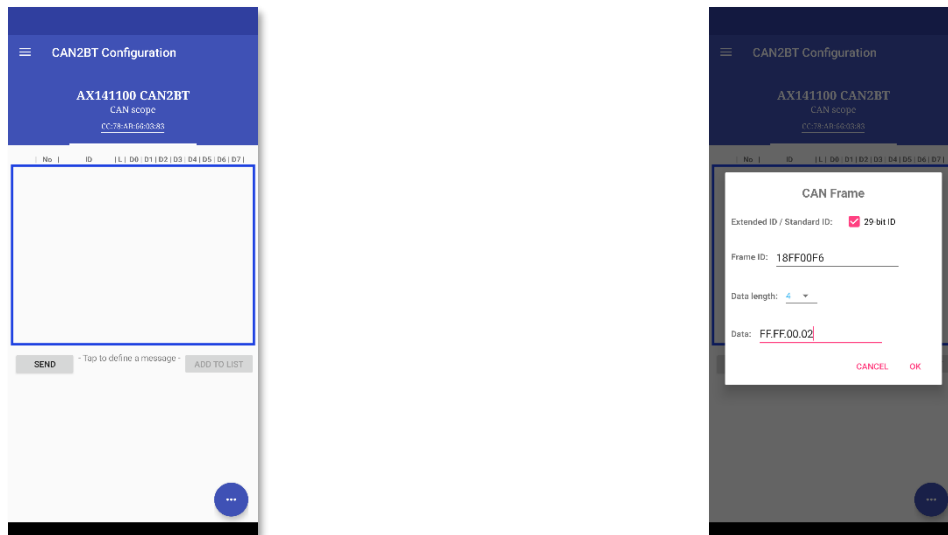 CAN2BT Configuration
AX141100 CAN2BT
CAN scope
CC:78:AB:66:03:83
| No | ID | L | D0 | D1 | D2 | D3 | D4 | D5 | D6 | D7 |
SEND - Tap to define a message - ADD TO LIST
CAN2BT Configuration
AX141100 CAN2BT
CAN scope
CC:78:AB:66:03:83
| No | ID | L | D0 | D1 | D2 | D3 | D4 | D5 | D6 | D7 |
CAN Frame
Extended ID / Standard ID: 29-bit ID
Frame ID: 18FF00F6
Data length: 4
Data: FF.FF.00.02
CANCEL OK